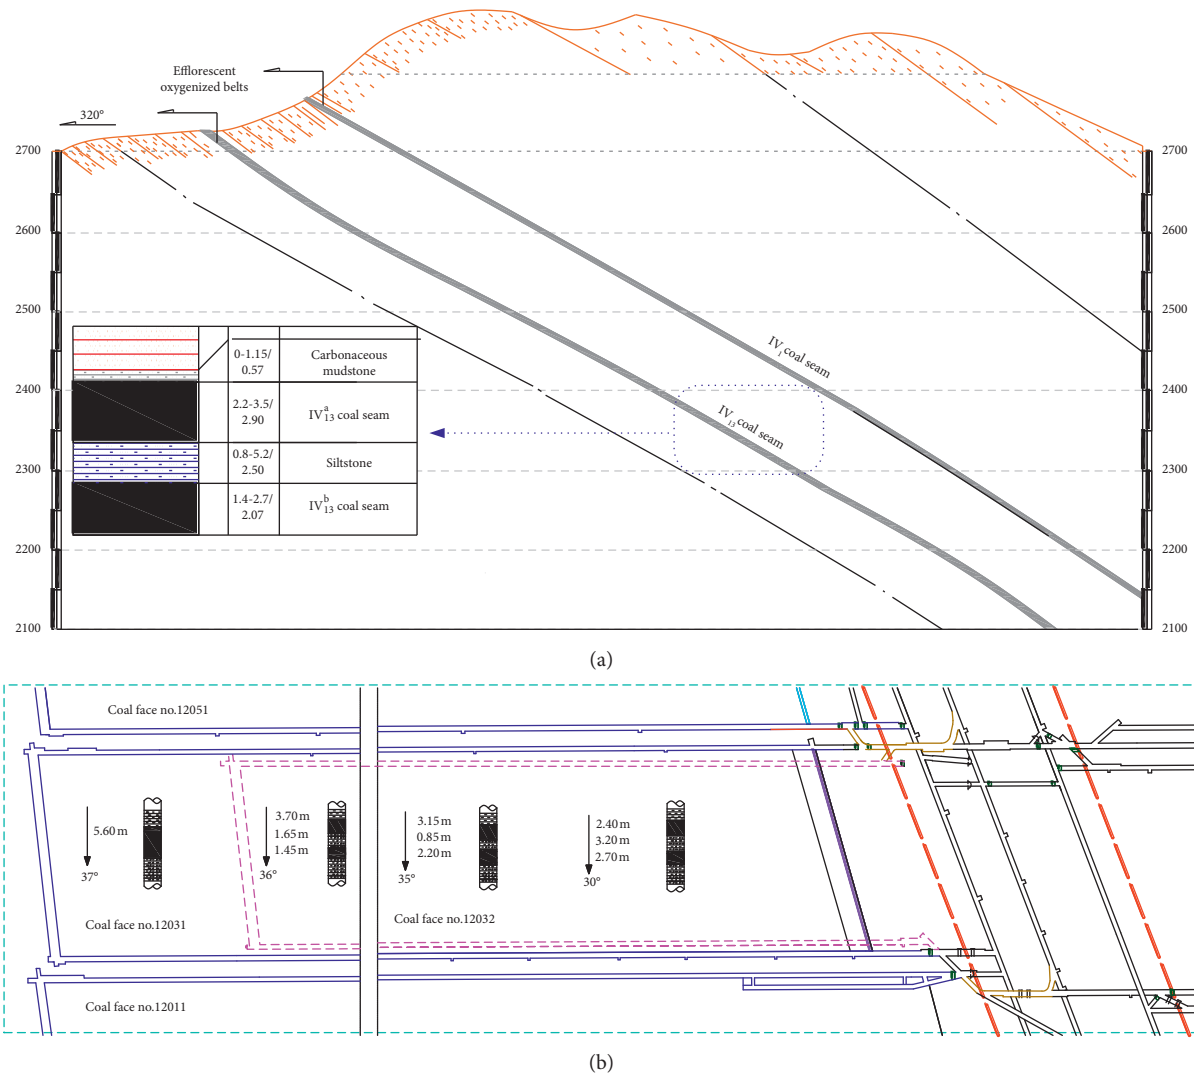 Efflorescent
oxygenized belts
320°
2700
2600
2500
2400
2300
2200
2100
2700
2600
2500
2400
2300
2200
2100
IV₁ coal seam
IV₁₃ coal seam
0-1.15/
0.57
Carbonaceous
mudstone
2.2-3.5/
2.90
IVᵃ₁₃ coal seam
0.8-5.2/
2.50
Siltstone
1.4-2.7/
2.07
IVᵇ₁₃ coal seam
(a)
Coal face no.12051
5.60 m
37°
3.70 m
1.65 m
1.45 m
36°
3.15 m
0.85 m
2.20 m
35°
2.40 m
3.20 m
2.70 m
30°
Coal face no.12031
Coal face no.12032
Coal face no.12011
(b)